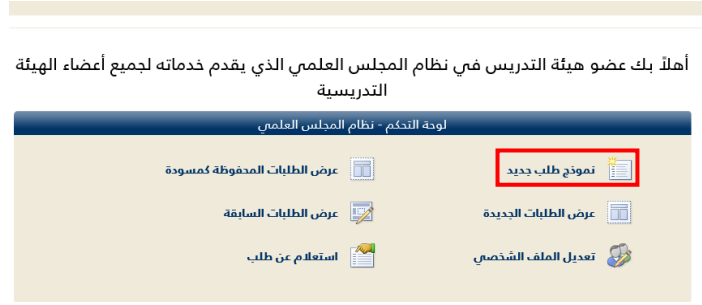 أهلاً بك عضو هيئة التدريس في نظام المجلس العلمي الذي يقدم خدماته لجميع أعضاء الهيئة
التدريسية
لوحة التحكم - نظام المجلس العلمي
نموذج طلب جديد
عرض الطلبات المحفوظة كمسودة
عرض الطلبات الجديدة
عرض الطلبات السابقة
تعديل الملف الشخصي
استعلام عن طلب